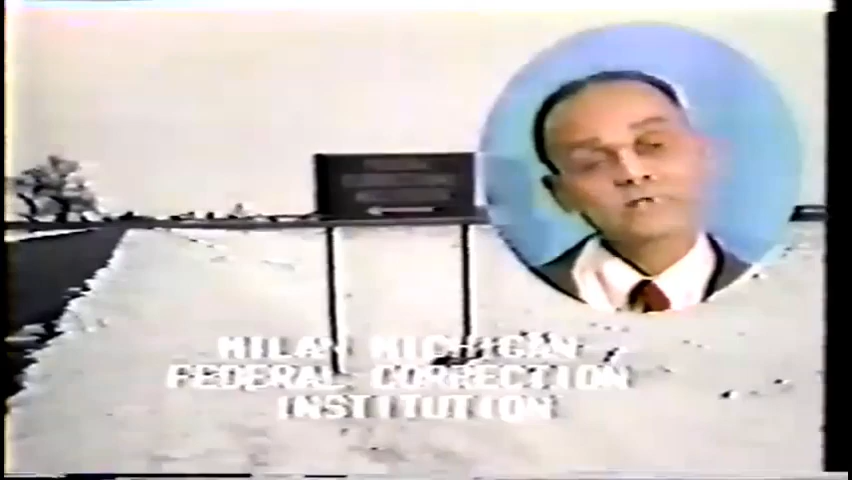 MILAN MICHIGAN
FEDERAL CORRECTION
INSTITUTION